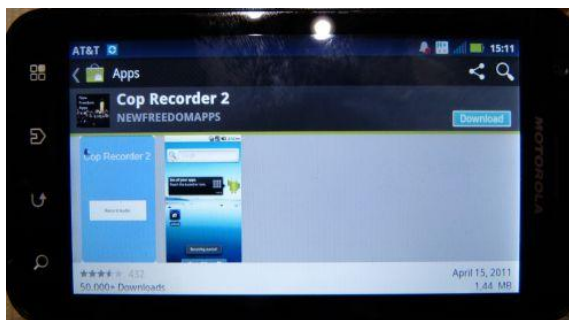 AT&T 15:11
Apps
Cop Recorder 2
NEWFREEDOMAPPS
Download
Cop Recorder 2
MOTOROLA
432
50,000+ Downloads
April 15, 2011
1.44 MB